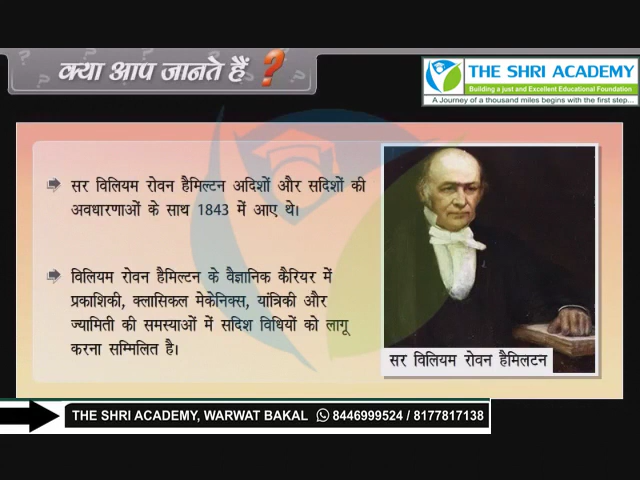 क्या आप जानते हैं ?
THE SHRI ACADEMY
Building a just and Excellent Educational Foundation
A Journey of a thousand miles begins with the first step...
सर विलियम रोवन हैमिल्टन अदिशों और सदिशों की
अवधारणाओं के साथ 1843 में आए थे।
विलियम रोवन हैमिल्टन के वैज्ञानिक कैरियर में
प्रकाशिकी, क्लासिकल मेकेनिक्स, यांत्रिकी और
ज्यामिती की समस्याओं में सदिश विधियों को लागू
करना सम्मिलित है।
सर विलियम रोवन हैमिलटन
THE SHRI ACADEMY, WARWAT BAKAL 8446999524 / 8177817138